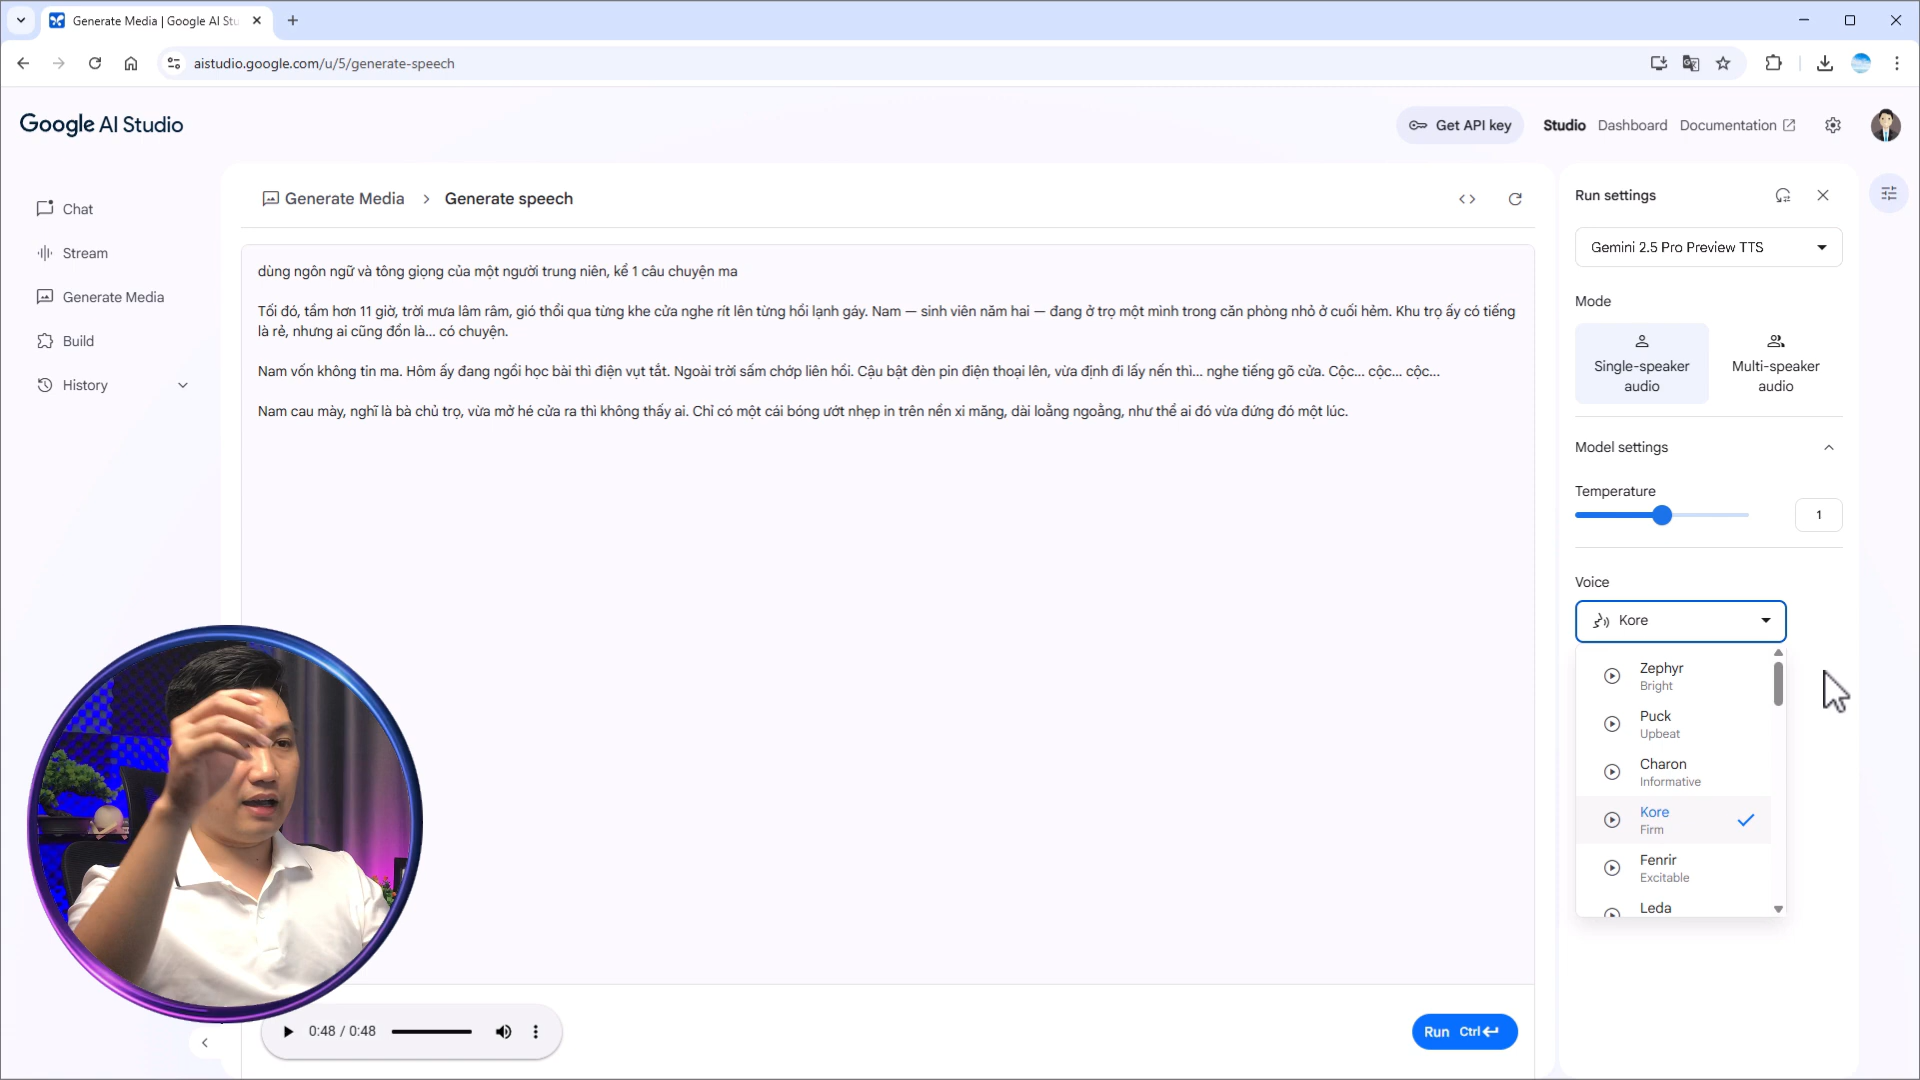 Generate Media | Google AI Stu
aistudio.google.com/u/5/generate-speech
Google AI Studio
Get API key
Studio
Dashboard
Documentation
Chat
Stream
Generate Media
Build
History
Generate Media > Generate speech
dùng ngôn ngữ và tông giọng của một người trung niên, kể 1 câu chuyện ma
Tối đó, tầm hơn 11 giờ, trời mưa lâm râm, gió thổi qua từng khe cửa nghe rít lên từng hồi lạnh gáy. Nam — sinh viên năm hai — đang ở trọ một mình trong căn phòng nhỏ ở cuối hẻm. Khu trọ ấy có tiếng
là rẻ, nhưng ai cũng đồn là... có chuyện.
Nam vốn không tin ma. Hôm ấy đang ngồi học bài thì điện vụt tắt. Ngoài trời sấm chớp liên hồi. Cậu bật đèn pin điện thoại lên, vừa định đi lấy nến thì... nghe tiếng gõ cửa. Cộc... cộc... cộc...
Nam cau mày, nghĩ là bà chủ trọ, vừa mở hé cửa ra thì không thấy ai. Chỉ có một cái bóng ướt nhẹp in trên nền xi măng, dài loằng ngoằng, như thể ai đó vừa đứng đó một lúc.
0:48 / 0:48
Run Ctrl
Run settings
Gemini 2.5 Pro Preview TTS
Mode
Single-speaker
audio
Multi-speaker
audio
Model settings
Temperature
1
Voice
Kore
Zephyr
Bright
Puck
Upbeat
Charon
Informative
Kore
Firm
Fenrir
Excitable
Leda